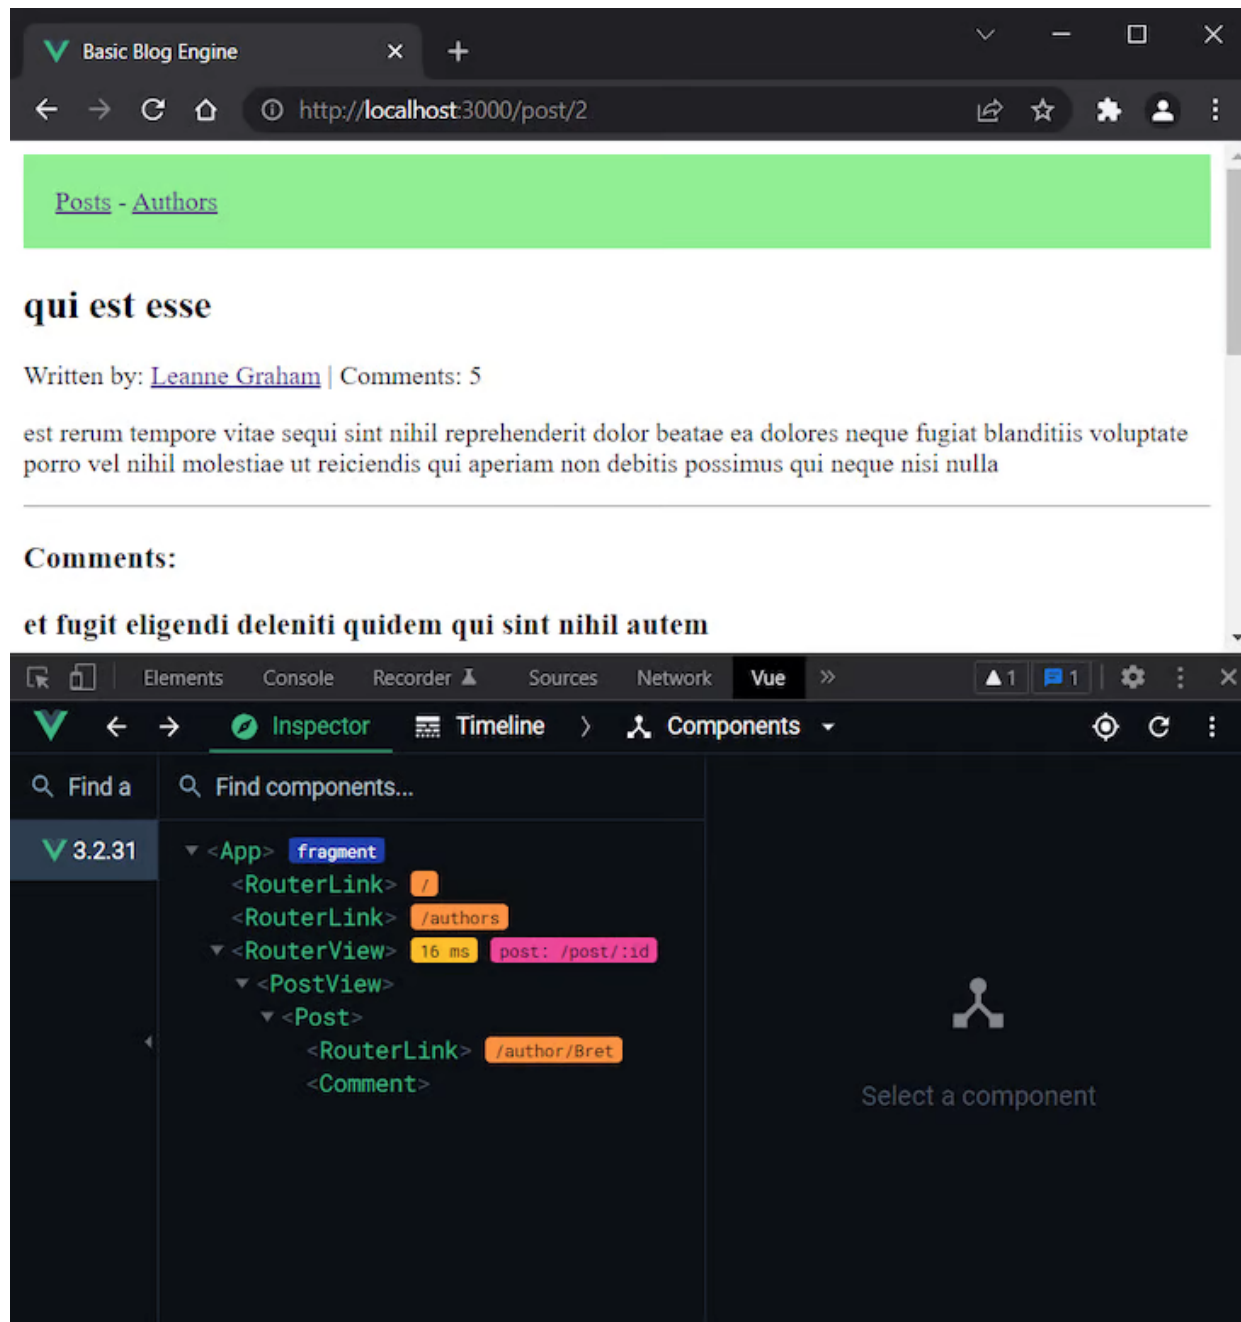 Basic Blog Engine
http://localhost:3000/post/2
Posts - Authors
qui est esse
Written by: Leanne Graham | Comments: 5
est rerum tempore vitae sequi sint nihil reprehenderit dolor beatae ea dolores neque fugiat blanditiis voluptate
porro vel nihil molestiae ut reiciendis qui aperiam non debitis possimus qui neque nisi nulla
Comments:
et fugit eligendi deleniti quidem qui sint nihil autem
Elements Console Recorder Sources Network Vue » 1 1
Inspector Timeline Components
Find a Find components...
3.2.31 <App> fragment
<RouterLink> /
<RouterLink> /authors
<RouterView> 16 ms post: /post/:id
<PostView>
<Post>
<RouterLink> /author/Bret
<Comment>
Select a component